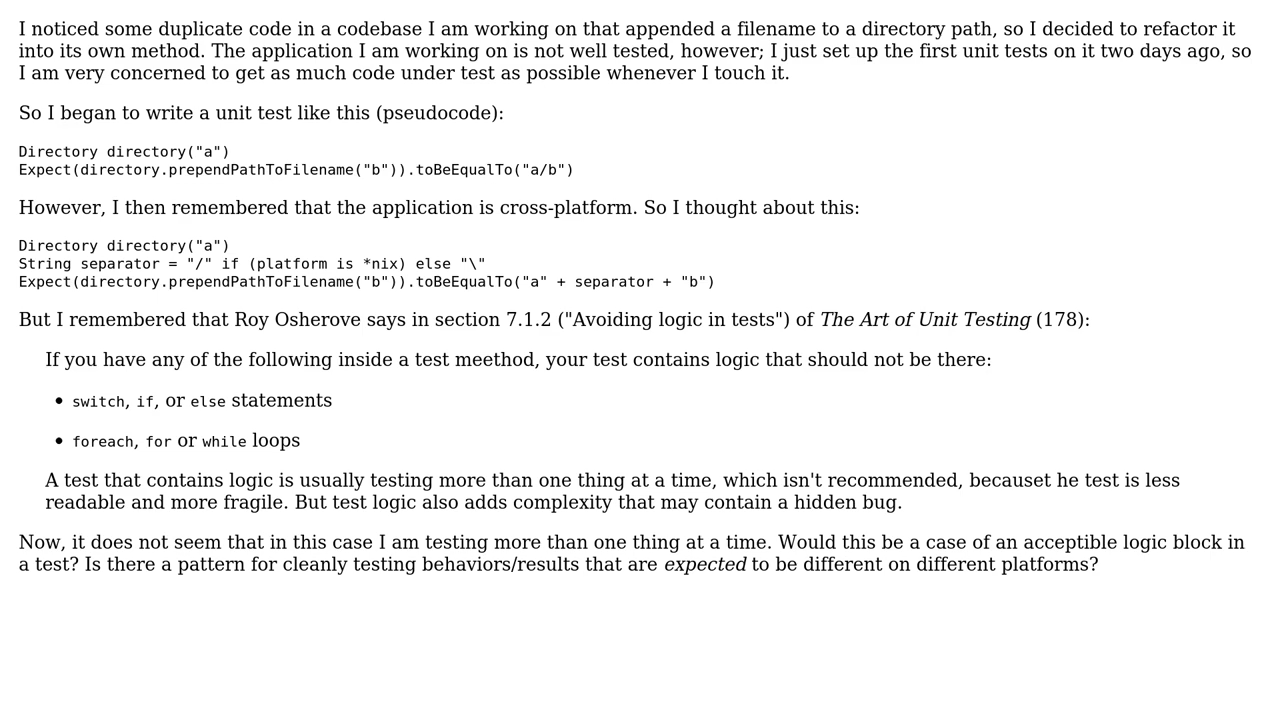 I noticed some duplicate code in a codebase I am working on that appended a filename to a directory path, so I decided to refactor it
into its own method. The application I am working on is not well tested, however; I just set up the first unit tests on it two days ago, so
I am very concerned to get as much code under test as possible whenever I touch it.
So I began to write a unit test like this (pseudocode):
Directory directory("a")
Expect(directory.prependPathToFilename("b")).toBeEqualTo("a/b")
However, I then remembered that the application is cross-platform. So I thought about this:
Directory directory("a")
String separator = "/" if (platform is *nix) else "\"
Expect(directory.prependPathToFilename("b")).toBeEqualTo("a" + separator + "b")
But I remembered that Roy Osherove says in section 7.1.2 ("Avoiding logic in tests") of The Art of Unit Testing (178):
If you have any of the following inside a test meethod, your test contains logic that should not be there:
• switch, if, or else statements
• foreach, for or while loops
A test that contains logic is usually testing more than one thing at a time, which isn't recommended, becauset he test is less
readable and more fragile. But test logic also adds complexity that may contain a hidden bug.
Now, it does not seem that in this case I am testing more than one thing at a time. Would this be a case of an acceptible logic block in
a test? Is there a pattern for cleanly testing behaviors/results that are expected to be different on different platforms?